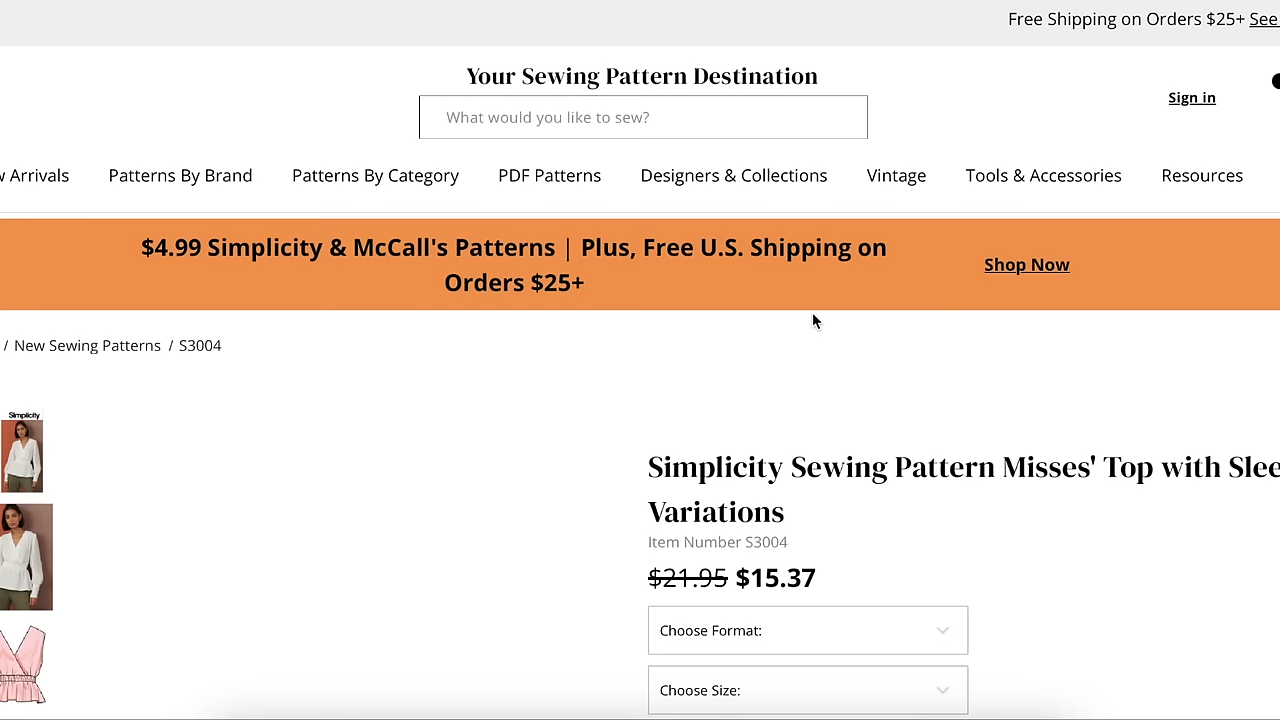 Free Shipping on Orders $25+ See
Your Sewing Pattern Destination
What would you like to sew?
Sign in
Arrivals Patterns By Brand Patterns By Category PDF Patterns Designers & Collections Vintage Tools & Accessories Resources
$4.99 Simplicity & McCall's Patterns | Plus, Free U.S. Shipping on
Orders $25+
Shop Now
/ New Sewing Patterns / S3004
Simplicity
Simplicity Sewing Pattern Misses' Top with
Variations
Item Number S3004
$21.95 $15.37
Choose Format:
Choose Size: